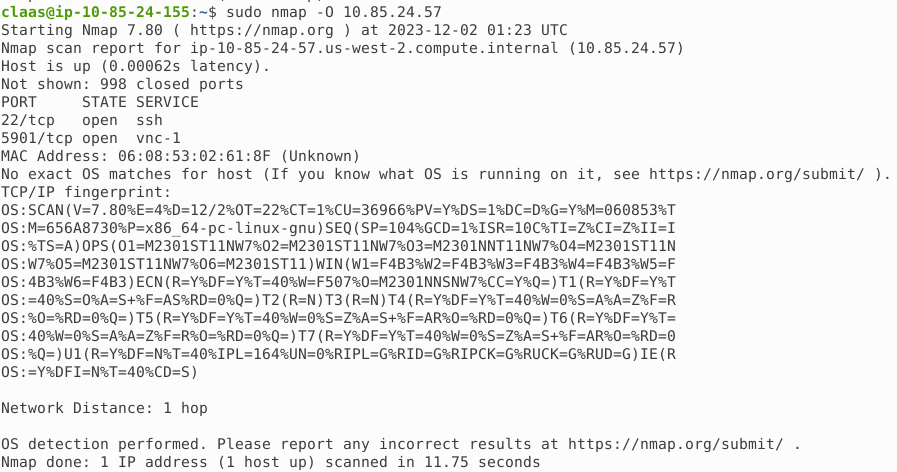 claas@ip-10-85-24-155:~$ sudo nmap -O 10.85.24.57
Starting Nmap 7.80 ( https://nmap.org ) at 2023-12-02 01:23 UTC
Nmap scan report for ip-10-85-24-57.us-west-2.compute.internal (10.85.24.57)
Host is up (0.00062s latency).
Not shown: 998 closed ports
PORT     STATE SERVICE
22/tcp   open  ssh
5901/tcp open  vnc-1
MAC Address: 06:08:53:02:61:8F (Unknown)
No exact OS matches for host (If you know what OS is running on it, see https://nmap.org/submit/ ).
TCP/IP fingerprint:
OS:SCAN(V=7.80%E=4%D=12/2%OT=22%CT=1%CU=36966%PV=Y%DS=1%DC=D%G=Y%M=060853%T
OS:M=656A8730%P=x86_64-pc-linux-gnu)SEQ(SP=104%GCD=1%ISR=10C%TI=Z%CI=Z%II=I
OS:%TS=A)OPS(O1=M2301ST11NW7%O2=M2301ST11NW7%O3=M2301NNT11NW7%O4=M2301ST11N
OS:W7%O5=M2301ST11NW7%O6=M2301ST11)WIN(W1=F4B3%W2=F4B3%W3=F4B3%W4=F4B3%W5=F
OS:4B3%W6=F4B3)ECN(R=Y%DF=Y%T=40%W=F507%O=M2301NNSNW7%CC=Y%Q=)T1(R=Y%DF=Y%T
OS:=40%S=O%A=S+%F=AS%RD=0%Q=)T2(R=N)T3(R=N)T4(R=Y%DF=Y%T=40%W=0%S=A%A=Z%F=R
OS:%O=%RD=0%Q=)T5(R=Y%DF=Y%T=40%W=0%S=Z%A=S+%F=AR%O=%RD=0%Q=)T6(R=Y%DF=Y%T=
OS:40%W=0%S=A%A=Z%F=R%O=%RD=0%Q=)T7(R=Y%DF=Y%T=40%W=0%S=Z%A=S+%F=AR%O=%RD=0
OS:%Q=)U1(R=Y%DF=N%T=40%IPL=164%UN=0%RIPL=G%RID=G%RIPCK=G%RUCK=G%RUD=G)IE(R
OS:=Y%DFI=N%T=40%CD=S)
Network Distance: 1 hop
OS detection performed. Please report any incorrect results at https://nmap.org/submit/ .
Nmap done: 1 IP address (1 host up) scanned in 11.75 seconds